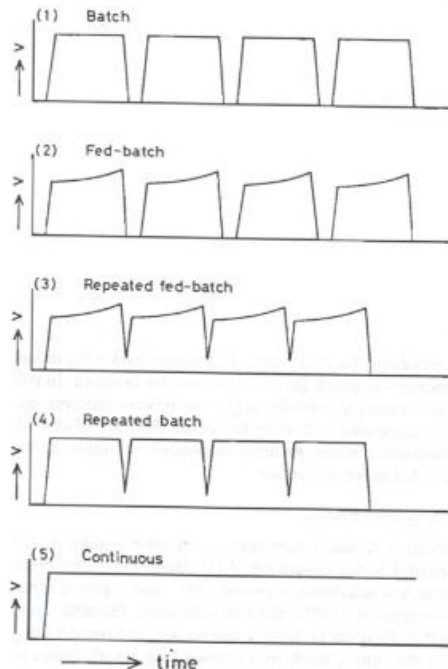 (1) Batch
V
(2) Fed-batch
V
(3) Repeated fed-batch
V
(4) Repeated batch
V
(5) Continuous
V
time